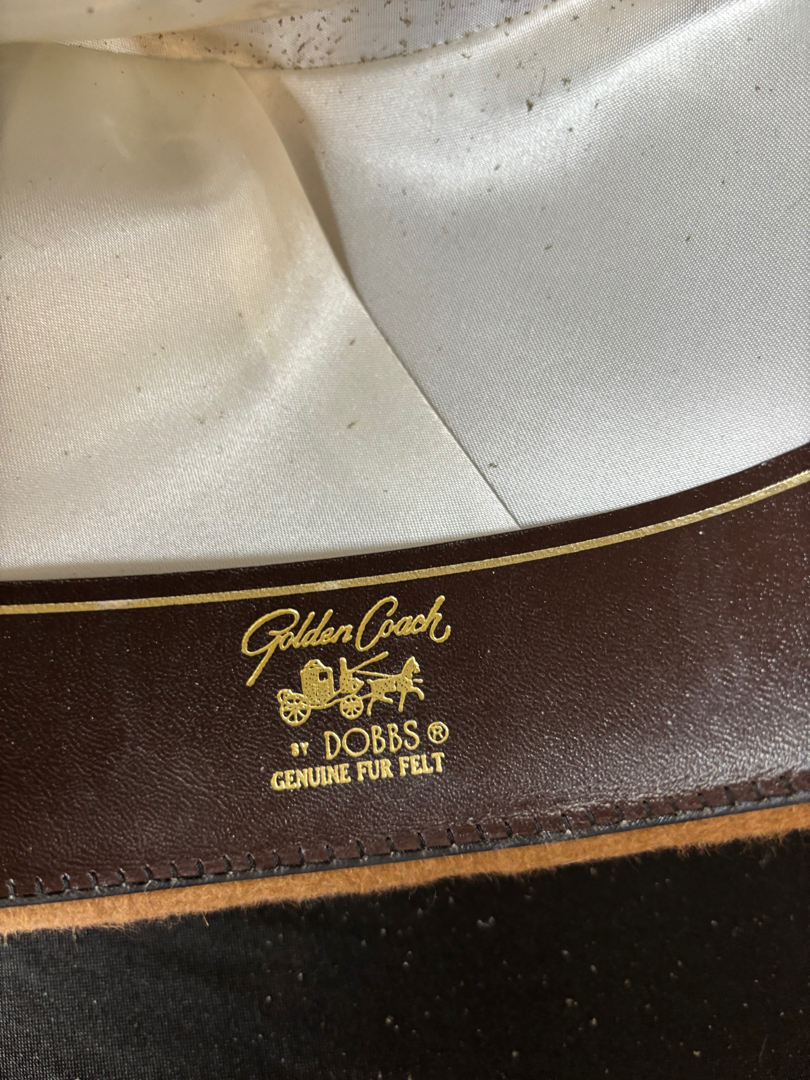 Golden Coach
BY DOBBS ®
GENUINE FUR FELT